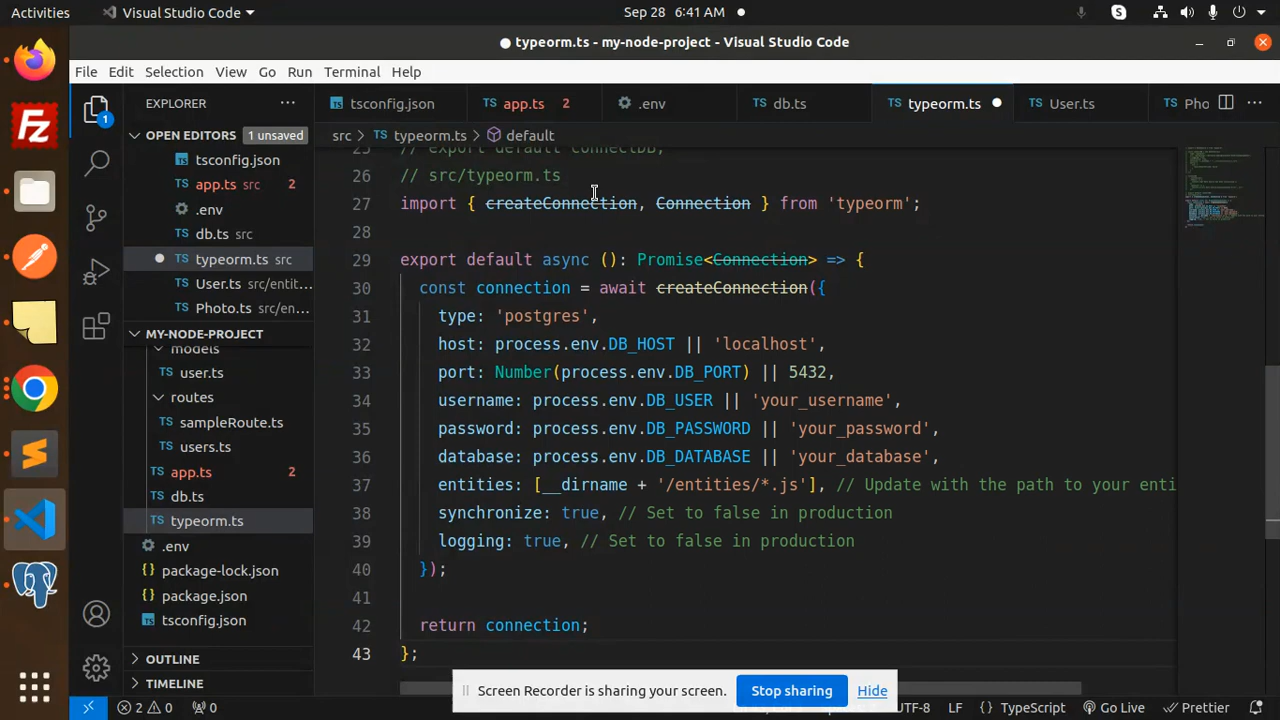 Activities
Visual Studio Code
Sep 28 6:41 AM
typeorm.ts - my-node-project - Visual Studio Code
File Edit Selection View Go Run Terminal Help
EXPLORER
tsconfig.json
app.ts 2
.env
db.ts
typeorm.ts
User.ts
Pho
OPEN EDITORS 1 unsaved
tsconfig.json
app.ts src 2
.env
db.ts src
typeorm.ts src
User.ts src/entit...
Photo.ts src/en...
MY-NODE-PROJECT
models
user.ts
routes
sampleRoute.ts
users.ts
app.ts 2
db.ts
typeorm.ts
.env
package-lock.json
package.json
tsconfig.json
OUTLINE
TIMELINE
src > typeorm.ts > default
25 // export default connectDB;
26 // src/typeorm.ts
27 import { createConnection, Connection } from 'typeorm';
28
29 export default async (): Promise<Connection> => {
30 const connection = await createConnection({
31 type: 'postgres',
32 host: process.env.DB_HOST || 'localhost',
33 port: Number(process.env.DB_PORT) || 5432,
34 username: process.env.DB_USER || 'your_username',
35 password: process.env.DB_PASSWORD || 'your_password',
36 database: process.env.DB_DATABASE || 'your_database',
37 entities: [__dirname + '/entities/*.js'], // Update with the path to your enti
38 synchronize: true, // Set to false in production
39 logging: true, // Set to false in production
40 });
41
42 return connection;
43 };
Screen Recorder is sharing your screen.
Stop sharing
Hide
2 0 0
UTF-8 LF { } TypeScript Go Live Prettier
1